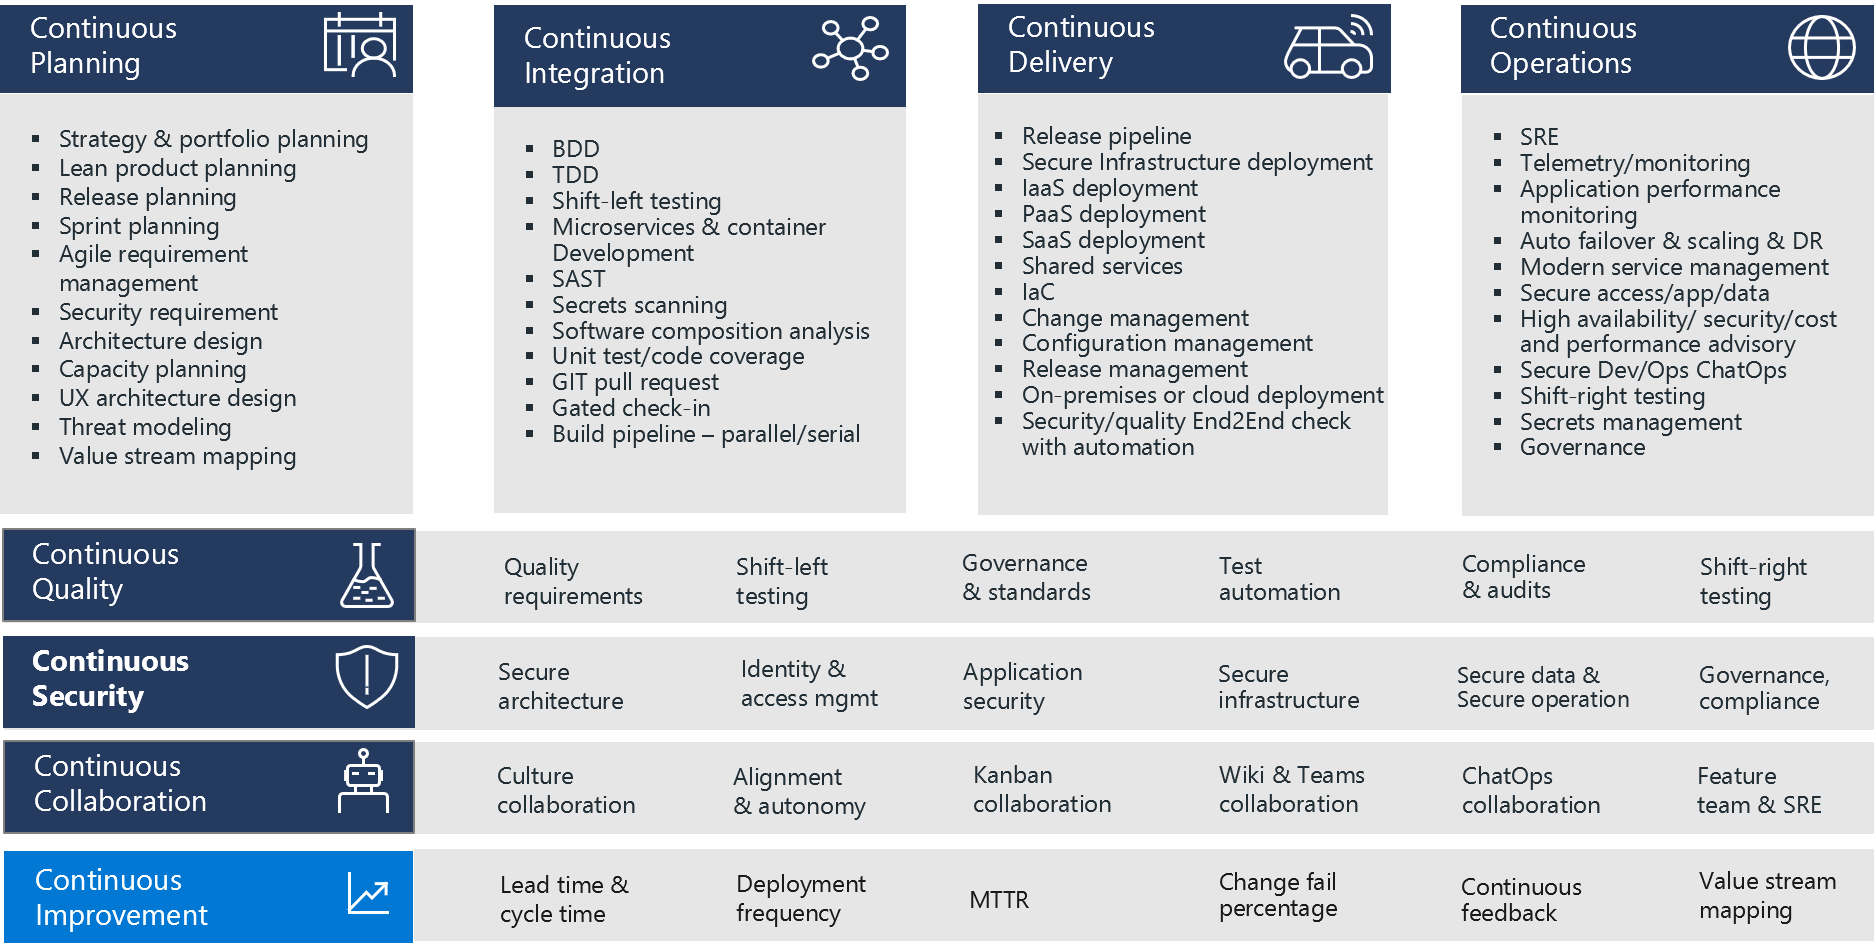 Continuous
Planning
Strategy & portfolio planning
Lean product planning
Release planning
Sprint planning
Agile requirement
management
Security requirement
Architecture design
Capacity planning
UX architecture design
Threat modeling
Value stream mapping
Continuous
Integration
BDD
TDD
Shift-left testing
Microservices & container
Development
SAST
Secrets scanning
Software composition analysis
Unit test/code coverage
GIT pull request
Gated check-in
Build pipeline – parallel/serial
Continuous
Delivery
Release pipeline
Secure Infrastructure deployment
IaaS deployment
PaaS deployment
SaaS deployment
Shared services
IaC
Change management
Configuration management
Release management
On-premises or cloud deployment
Security/quality End2End check
with automation
Continuous
Operations
SRE
Telemetry/monitoring
Application performance
monitoring
Auto failover & scaling & DR
Modern service management
Secure access/app/data
High availability/ security/cost
and performance advisory
Secure Dev/Ops ChatOps
Shift-right testing
Secrets management
Governance
Continuous
Quality
Quality
requirements
Shift-left
testing
Governance
& standards
Test
automation
Compliance
& audits
Shift-right
testing
Continuous
Security
Secure
architecture
Identity &
access mgmt
Application
security
Secure
infrastructure
Secure data &
Secure operation
Governance,
compliance
Continuous
Collaboration
Culture
collaboration
Alignment
& autonomy
Kanban
collaboration
Wiki & Teams
collaboration
ChatOps
collaboration
Feature
team & SRE
Continuous
Improvement
Lead time &
cycle time
Deployment
frequency
MTTR
Change fail
percentage
Continuous
feedback
Value stream
mapping